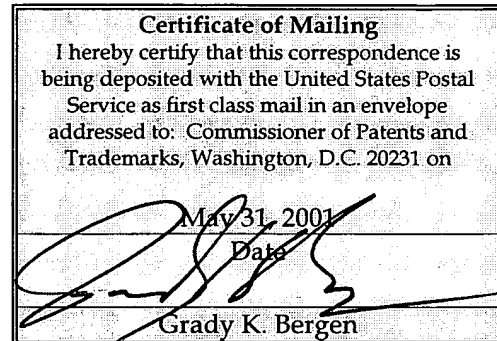 Certificate of Mailing
I hereby certify that this correspondence is
being deposited with the United States Postal
Service as first class mail in an envelope
addressed to: Commissioner of Patents and
Trademarks, Washington, D.C. 20231 on
May 31, 2001
Date
Grady K. Bergen